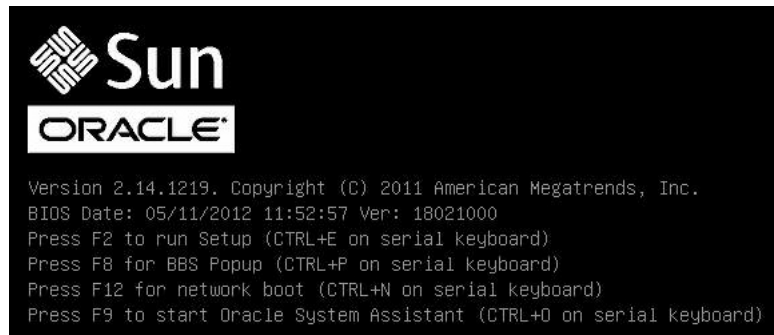 Sun
ORACLE
Version 2.14.1219. Copyright (C) 2011 American Megatrends, Inc.
BIOS Date: 05/11/2012 11:52:57 Ver: 18021000
Press F2 to run Setup (CTRL+E on serial keyboard)
Press F8 for BBS Popup (CTRL+P on serial keyboard)
Press F12 for network boot (CTRL+N on serial keyboard)
Press F9 to start Oracle System Assistant (CTRL+O on serial keyboard)